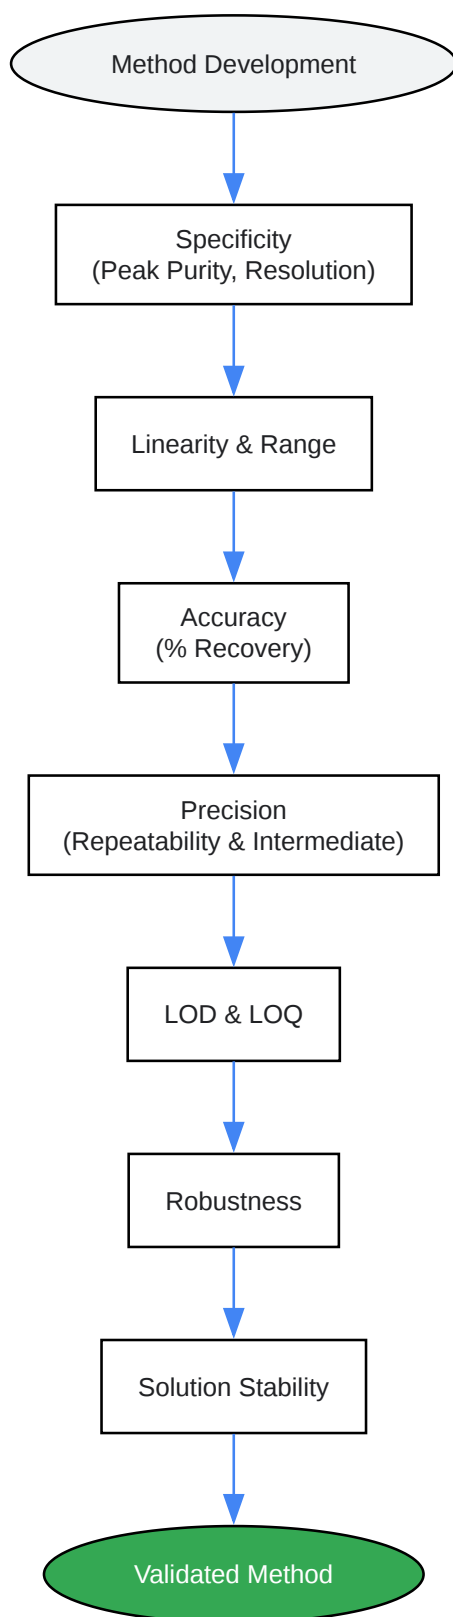 Method Development
Specificity
(Peak Purity, Resolution)
Linearity & Range
Accuracy
(% Recovery)
Precision
(Repeatability & Intermediate)
LOD & LOQ
Robustness
Solution Stability
Validated Method